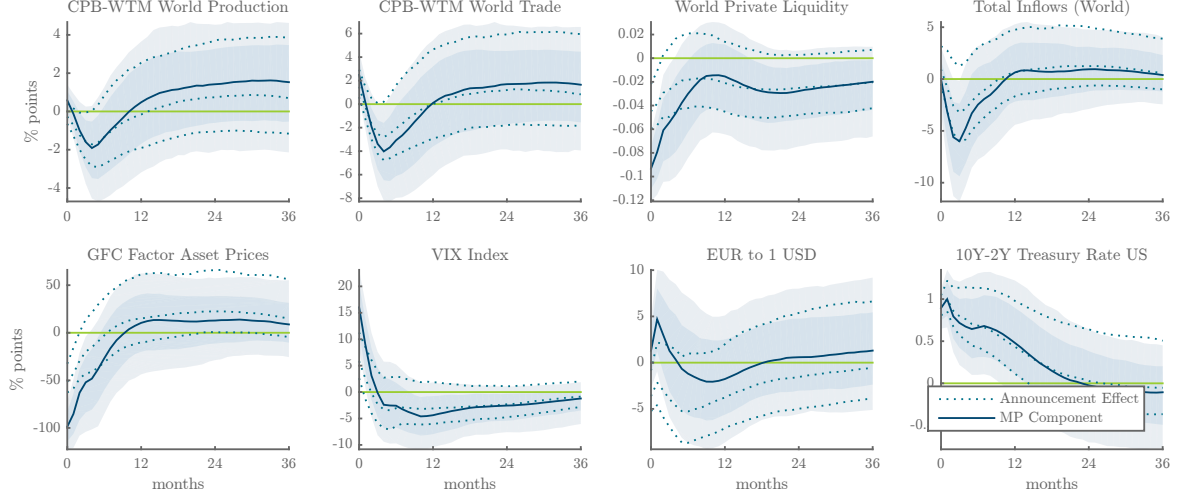 CPB-WTM World Production
CPB-WTM World Trade
World Private Liquidity
Total Inflows (World)
% points
4
2
0
-2
-4
0 12 24 36
6
4
2
0
-2
-4
-6
-8
0 12 24 36
0.02
0
-0.02
-0.04
-0.06
-0.08
-0.1
-0.12
0 12 24 36
5
0
-5
-10
0 12 24 36
GFC Factor Asset Prices
VIX Index
EUR to 1 USD
10Y-2Y Treasury Rate US
% points
50
0
-50
-100
0 12 24 36
months
20
15
10
5
0
-5
-10
0 12 24 36
months
10
5
0
-5
0 12 24 36
months
1
0.5
0
-0.
0 12 24 36
months
Announcement Effect
MP Component